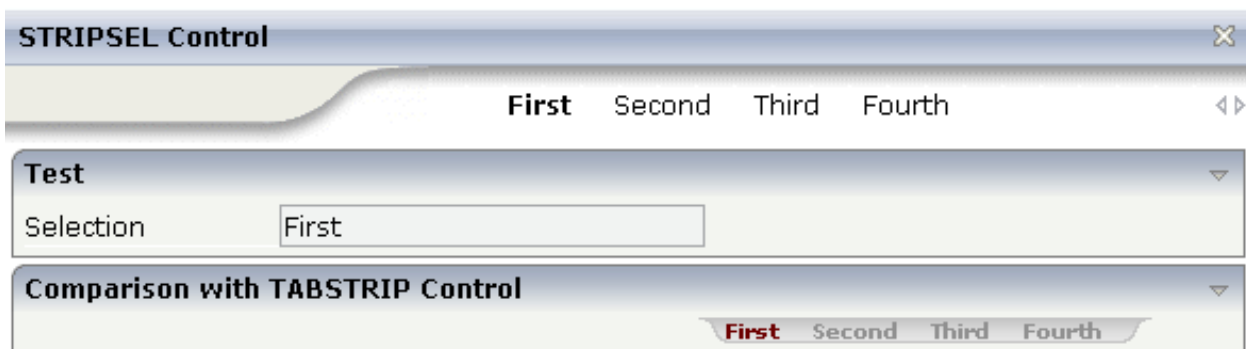 STRIPSEL Control
First Second Third Fourth
Test
Selection First
Comparison with TABSTRIP Control
First Second Third Fourth